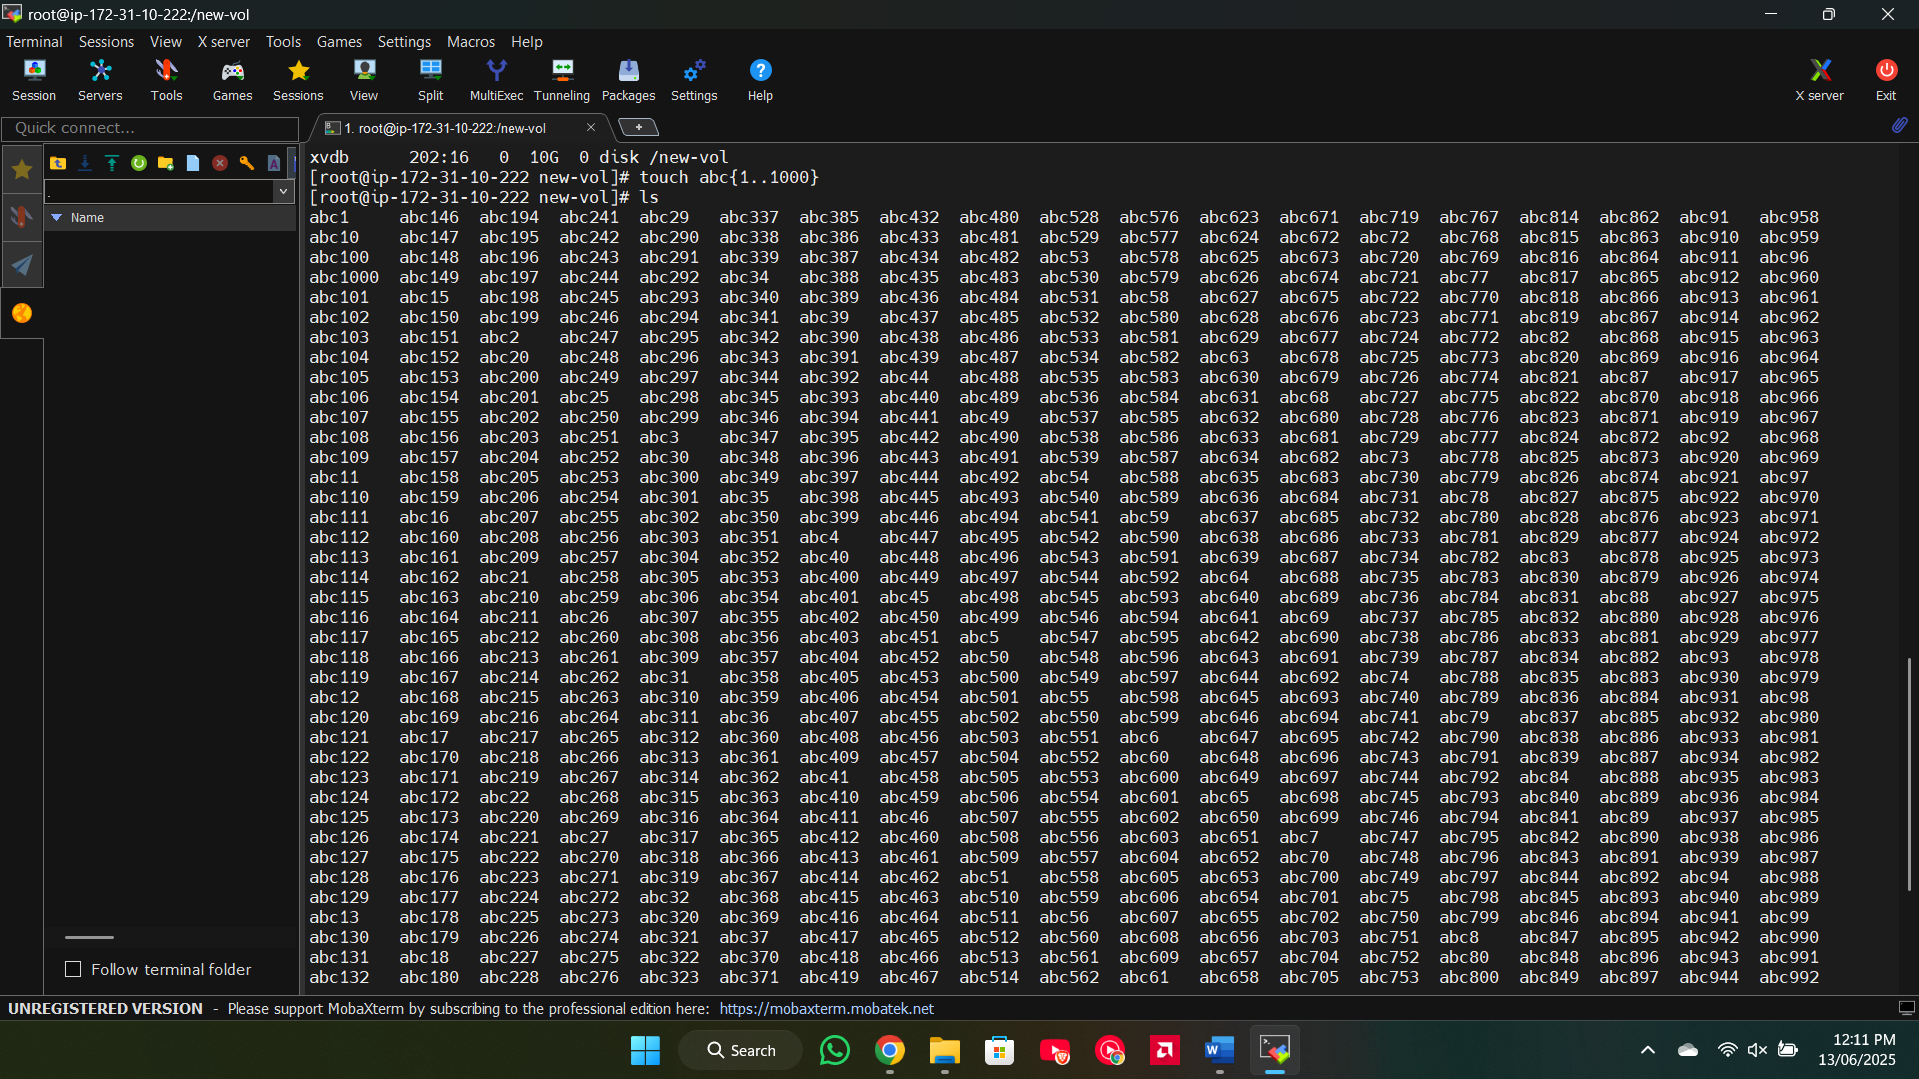 root@ip-172-31-10-222:/new-vol
Terminal Sessions View X server Tools Games Settings Macros Help
Session Servers Tools Games Sessions View Split MultiExec Tunneling Packages Settings Help X server Exit
Quick connect...
1. root@ip-172-31-10-222:/new-vol
Name
Follow terminal folder
xvdb 202:16 0 10G 0 disk /new-vol
[root@ip-172-31-10-222 new-vol]# touch abc{1..1000}
[root@ip-172-31-10-222 new-vol]# ls
abc1 abc146 abc194 abc241 abc29 abc337 abc385 abc432 abc480 abc528 abc576 abc623 abc671 abc719 abc767 abc814 abc862 abc91 abc958
abc10 abc147 abc195 abc242 abc290 abc338 abc386 abc433 abc481 abc529 abc577 abc624 abc672 abc72 abc768 abc815 abc863 abc910 abc959
abc100 abc148 abc196 abc243 abc291 abc339 abc387 abc434 abc482 abc53 abc578 abc625 abc673 abc720 abc769 abc816 abc864 abc911 abc96
abc1000 abc149 abc197 abc244 abc292 abc34 abc388 abc435 abc483 abc530 abc579 abc626 abc674 abc721 abc77 abc817 abc865 abc912 abc960
abc101 abc15 abc198 abc245 abc293 abc340 abc389 abc436 abc484 abc531 abc58 abc627 abc675 abc722 abc770 abc818 abc866 abc913 abc961
abc102 abc150 abc199 abc246 abc294 abc341 abc39 abc437 abc485 abc532 abc580 abc628 abc676 abc723 abc771 abc819 abc867 abc914 abc962
abc103 abc151 abc2 abc247 abc295 abc342 abc390 abc438 abc486 abc533 abc581 abc629 abc677 abc724 abc772 abc82 abc868 abc915 abc963
abc104 abc152 abc20 abc248 abc296 abc343 abc391 abc439 abc487 abc534 abc582 abc63 abc678 abc725 abc773 abc820 abc869 abc916 abc964
abc105 abc153 abc200 abc249 abc297 abc344 abc392 abc44 abc488 abc535 abc583 abc630 abc679 abc726 abc774 abc821 abc87 abc917 abc965
abc106 abc154 abc201 abc25 abc298 abc345 abc393 abc440 abc489 abc536 abc584 abc631 abc68 abc727 abc775 abc822 abc870 abc918 abc966
abc107 abc155 abc202 abc250 abc299 abc346 abc394 abc441 abc49 abc537 abc585 abc632 abc680 abc728 abc776 abc823 abc871 abc919 abc967
abc108 abc156 abc203 abc251 abc3 abc347 abc395 abc442 abc490 abc538 abc586 abc633 abc681 abc729 abc777 abc824 abc872 abc92 abc968
abc109 abc157 abc204 abc252 abc30 abc348 abc396 abc443 abc491 abc539 abc587 abc634 abc682 abc73 abc778 abc825 abc873 abc920 abc969
abc11 abc158 abc205 abc253 abc300 abc349 abc397 abc444 abc492 abc54 abc588 abc635 abc683 abc730 abc779 abc826 abc874 abc921 abc97
abc110 abc159 abc206 abc254 abc301 abc35 abc398 abc445 abc493 abc540 abc589 abc636 abc684 abc731 abc78 abc827 abc875 abc922 abc970
abc111 abc16 abc207 abc255 abc302 abc350 abc399 abc446 abc494 abc541 abc59 abc637 abc685 abc732 abc780 abc828 abc876 abc923 abc971
abc112 abc160 abc208 abc256 abc303 abc351 abc4 abc447 abc495 abc542 abc590 abc638 abc686 abc733 abc781 abc829 abc877 abc924 abc972
abc113 abc161 abc209 abc257 abc304 abc352 abc40 abc448 abc496 abc543 abc591 abc639 abc687 abc734 abc782 abc83 abc878 abc925 abc973
abc114 abc162 abc21 abc258 abc305 abc353 abc400 abc449 abc497 abc544 abc592 abc64 abc688 abc735 abc783 abc830 abc879 abc926 abc974
abc115 abc163 abc210 abc259 abc306 abc354 abc401 abc45 abc498 abc545 abc593 abc640 abc689 abc736 abc784 abc831 abc88 abc927 abc975
abc116 abc164 abc211 abc26 abc307 abc355 abc402 abc450 abc499 abc546 abc594 abc641 abc69 abc737 abc785 abc832 abc880 abc928 abc976
abc117 abc165 abc212 abc260 abc308 abc356 abc403 abc451 abc5 abc547 abc595 abc642 abc690 abc738 abc786 abc833 abc881 abc929 abc977
abc118 abc166 abc213 abc261 abc309 abc357 abc404 abc452 abc50 abc548 abc596 abc643 abc691 abc739 abc787 abc834 abc882 abc93 abc978
abc119 abc167 abc214 abc262 abc31 abc358 abc405 abc453 abc500 abc549 abc597 abc644 abc692 abc74 abc788 abc835 abc883 abc930 abc979
abc12 abc168 abc215 abc263 abc310 abc359 abc406 abc454 abc501 abc55 abc598 abc645 abc693 abc740 abc789 abc836 abc884 abc931 abc98
abc120 abc169 abc216 abc264 abc311 abc36 abc407 abc455 abc502 abc550 abc599 abc646 abc694 abc741 abc79 abc837 abc885 abc932 abc980
abc121 abc17 abc217 abc265 abc312 abc360 abc408 abc456 abc503 abc551 abc6 abc647 abc695 abc742 abc790 abc838 abc886 abc933 abc981
abc122 abc170 abc218 abc266 abc313 abc361 abc409 abc457 abc504 abc552 abc60 abc648 abc696 abc743 abc791 abc839 abc887 abc934 abc982
abc123 abc171 abc219 abc267 abc314 abc362 abc41 abc458 abc505 abc553 abc600 abc649 abc697 abc744 abc792 abc84 abc888 abc935 abc983
abc124 abc172 abc22 abc268 abc315 abc363 abc410 abc459 abc506 abc554 abc601 abc65 abc698 abc745 abc793 abc840 abc889 abc936 abc984
abc125 abc173 abc220 abc269 abc316 abc364 abc411 abc46 abc507 abc555 abc602 abc650 abc699 abc746 abc794 abc841 abc89 abc937 abc985
abc126 abc174 abc221 abc27 abc317 abc365 abc412 abc460 abc508 abc556 abc603 abc651 abc7 abc747 abc795 abc842 abc890 abc938 abc986
abc127 abc175 abc222 abc270 abc318 abc366 abc413 abc461 abc509 abc557 abc604 abc652 abc70 abc748 abc796 abc843 abc891 abc939 abc987
abc128 abc176 abc223 abc271 abc319 abc367 abc414 abc462 abc51 abc558 abc605 abc653 abc700 abc749 abc797 abc844 abc892 abc94 abc988
abc129 abc177 abc224 abc272 abc32 abc368 abc415 abc463 abc510 abc559 abc606 abc654 abc701 abc75 abc798 abc845 abc893 abc940 abc989
abc13 abc178 abc225 abc273 abc320 abc369 abc416 abc464 abc511 abc56 abc607 abc655 abc702 abc750 abc799 abc846 abc894 abc941 abc99
abc130 abc179 abc226 abc274 abc321 abc37 abc417 abc465 abc512 abc560 abc608 abc656 abc703 abc751 abc8 abc847 abc895 abc942 abc990
abc131 abc18 abc227 abc275 abc322 abc370 abc418 abc466 abc513 abc561 abc609 abc657 abc704 abc752 abc80 abc848 abc896 abc943 abc991
abc132 abc180 abc228 abc276 abc323 abc371 abc419 abc467 abc514 abc562 abc61 abc658 abc705 abc753 abc800 abc849 abc897 abc944 abc992
UNREGISTERED VERSION - Please support MobaXterm by subscribing to the professional edition here: https://mobaxterm.mobatek.net
Search
12:11 PM
13/06/2025